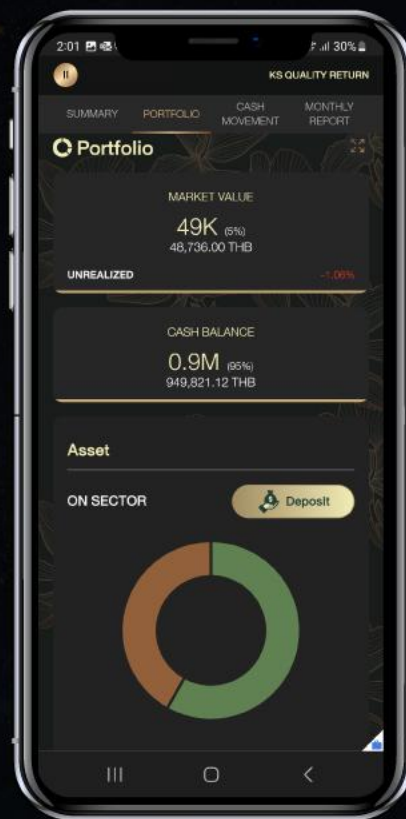 2:01
30%
KS QUALITY RETURN
SUMMARY
PORTFOLIO
CASH MOVEMENT
MONTHLY REPORT
Portfolio
MARKET VALUE
49K (5%)
48,736.00 THB
UNREALIZED -1.06%
CASH BALANCE
0.9M (95%)
949,821.12 THB
Asset
ON SECTOR
Deposit